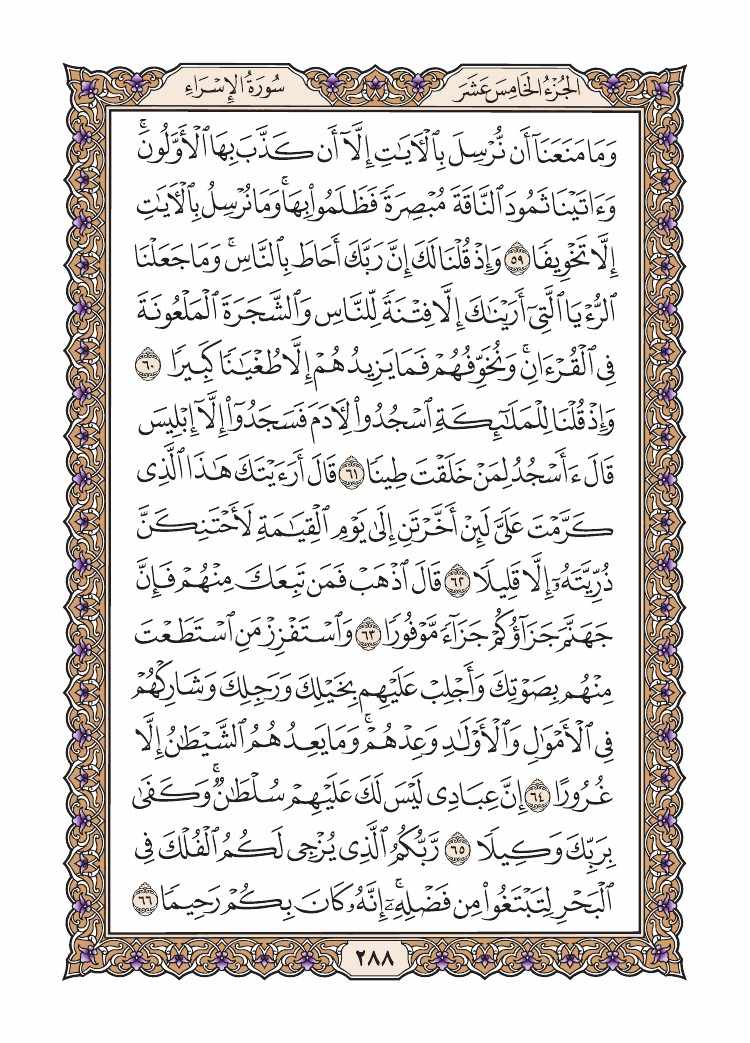 الجُزْءُ الخَامِسَ عَشَرَ
سُورَةُ الإِسْرَاءِ
وَمَا مَنَعَنَآ أَن نُّرْسِلَ بِٱلْأٓيَـٰتِ إِلَّآ أَن كَذَّبَ بِهَا ٱلْأَوَّلُونَۚ
وَءَاتَيْنَا ثَمُودَ ٱلنَّاقَةَ مُبْصِرَةً فَظَلَمُوا۟ بِهَاۚ وَمَا نُرْسِلُ بِٱلْأٓيَـٰتِ
إِلَّا تَخْوِيفًا ٥٩ وَإِذْ قُلْنَا لَكَ إِنَّ رَبَّكَ أَحَاطَ بِٱلنَّاسِۚ وَمَا جَعَلْنَا
ٱلرُّءْيَا ٱلَّتِىٓ أَرَيْنَـٰكَ إِلَّا فِتْنَةً لِّلنَّاسِ وَٱلشَّجَرَةَ ٱلْمَلْعُونَةَ
فِى ٱلْقُرْءَانِۚ وَنُخَوِّفُهُمْ فَمَا يَزِيدُهُمْ إِلَّا طُغْيَـٰنًا كَبِيرًا ٦٠
وَإِذْ قُلْنَا لِلْمَلَـٰٓئِكَةِ ٱسْجُدُوا۟ لِأٓدَمَ فَسَجَدُوٓا۟ إِلَّآ إِبْلِيسَ
قَالَ ءَأَسْجُدُ لِمَنْ خَلَقْتَ طِينًا ٦١ قَالَ أَرَءَيْتَكَ هَـٰذَا ٱلَّذِى
كَرَّمْتَ عَلَىَّ لَئِنْ أَخَّرْتَنِ إِلَىٰ يَوْمِ ٱلْقِيَـٰمَةِ لَأَحْتَنِكَنَّ
ذُرِّيَّتَهُۥٓ إِلَّا قَلِيلًا ٦٢ قَالَ ٱذْهَبْ فَمَن تَبِعَكَ مِنْهُمْ فَإِنَّ
جَهَنَّمَ جَزَآؤُكُمْ جَزَآءً مَّوْفُورًا ٦٣ وَٱسْتَفْزِزْ مَنِ ٱسْتَطَعْتَ
مِنْهُم بِصَوْتِكَ وَأَجْلِبْ عَلَيْهِم بِخَيْلِكَ وَرَجِلِكَ وَشَارِكْهُمْ
فِى ٱلْأَمْوَٰلِ وَٱلْأَوْلَـٰدِ وَعِدْهُمْۚ وَمَا يَعِدُهُمُ ٱلشَّيْطَـٰنُ إِلَّا
غُرُورًا ٦٤ إِنَّ عِبَادِى لَيْسَ لَكَ عَلَيْهِمْ سُلْطَـٰنٌۚ وَكَفَىٰ
بِرَبِّكَ وَكِيلًا ٦٥ رَّبُّكُمُ ٱلَّذِى يُزْجِى لَكُمُ ٱلْفُلْكَ فِى
ٱلْبَحْرِ لِتَبْتَغُوا۟ مِن فَضْلِهِۦٓۚ إِنَّهُۥ كَانَ بِكُمْ رَحِيمًا ٦٦
٢٨٨